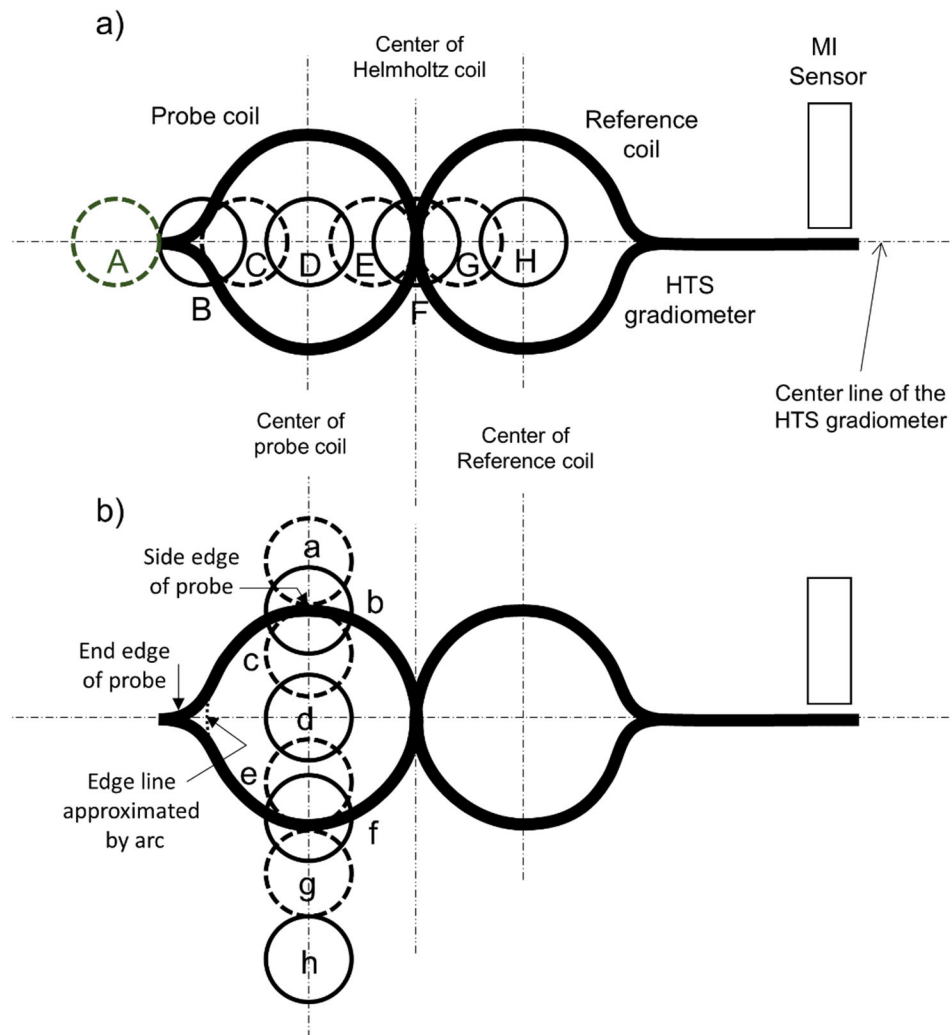 a)
Center of
Helmholtz coil
MI
Sensor
Probe coil
Reference
coil
A
B
C
D
E
F
G
H
HTS
gradiometer
Center line of the
HTS gradiometer
Center of
probe coil
Center of
Reference coil
b)
Side edge
of probe
a
b
c
End edge
of probe
d
e
Edge line
approximated
by arc
f
g
h